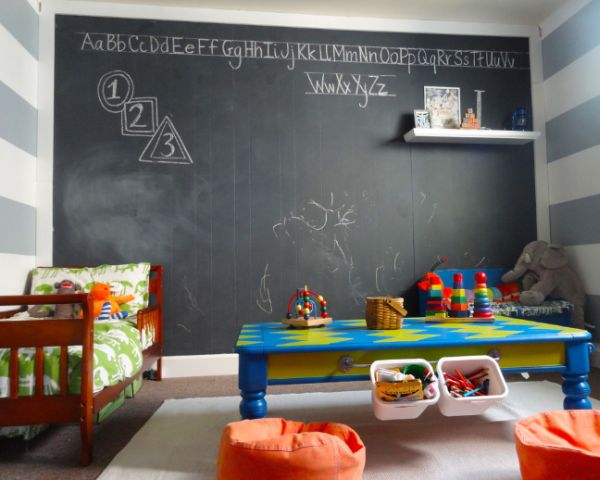 AaBbCcDdEeFfGgHhIiJjKkLlMmNnOoPpQqRrSsTtUuVv
WwXxYyZz
1
2
3